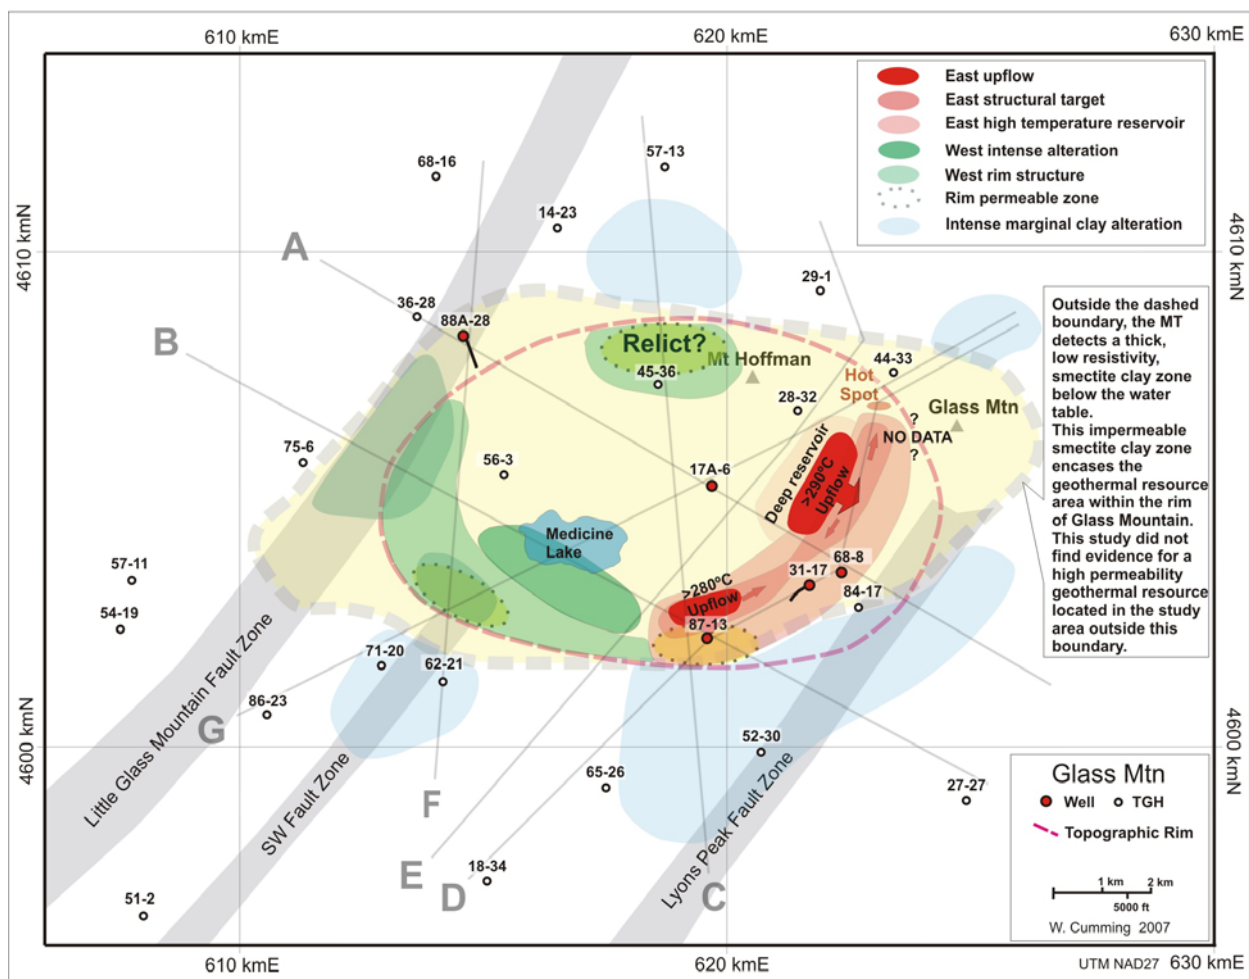 610 kmE
620 kmE
630 kmE
East upflow
East structural target
East high temperature reservoir
West intense alteration
West rim structure
Rim permeable zone
Intense marginal clay alteration
57-13
68-16
14-23
4610 kmN
4610 kmN
A
29-1
36-28
88A-28
B
Relict?
Mt Hoffman
45-36
44-33
Hot
Spot
28-32
Glass Mtn
?
NO DATA
?
75-6
56-3
17A-6
Deep reservoir
>290ºC
Upflow
Medicine
Lake
57-11
68-8
31-17
>280ºC
Upflow
84-17
54-19
87-13
71-20
62-21
86-23
G
Outside the dashed
boundary, the MT
detects a thick,
low resistivity,
smectite clay zone
below the water
table.
This impermeable
smectite clay zone
encases the
geothermal resource
area within the rim
of Glass Mountain.
This study did not
find evidence for a
high permeability
geothermal resource
located in the study
area outside this
boundary.
4600 kmN
4600 kmN
52-30
65-26
27-27
Little Glass Mountain Fault Zone
SW Fault Zone
Lyons Peak Fault Zone
F
E
D
C
18-34
51-2
Glass Mtn
Well
TGH
Topographic Rim
1 km
2 km
5000 ft
W. Cumming 2007
610 kmE
620 kmE
UTM NAD27
630 kmE